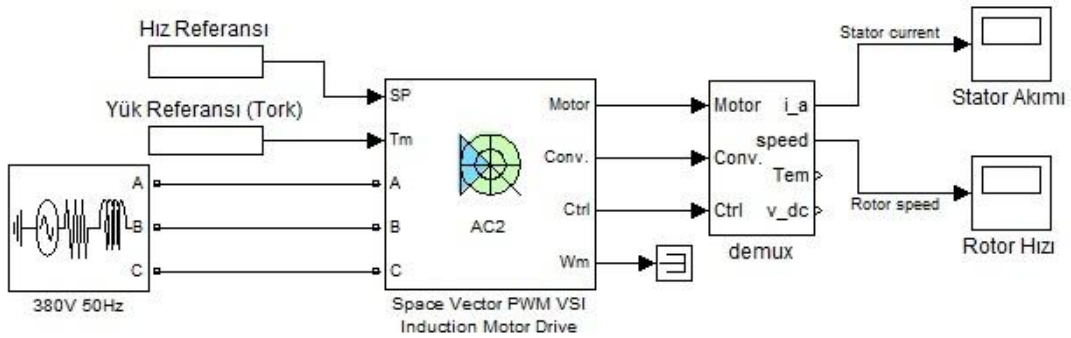 Hız Referansı
Yük Referansı (Tork)
A
B
C
380V 50Hz
SP
Tm
A
B
C
Motor
Conv.
Ctrl
Wm
AC2
Space Vector PWM VSI
Induction Motor Drive
Motor
Conv.
Ctrl
i_a
speed
Tem
v_dc
demux
Stator current
Rotor speed
Stator Akımı
Rotor Hızı